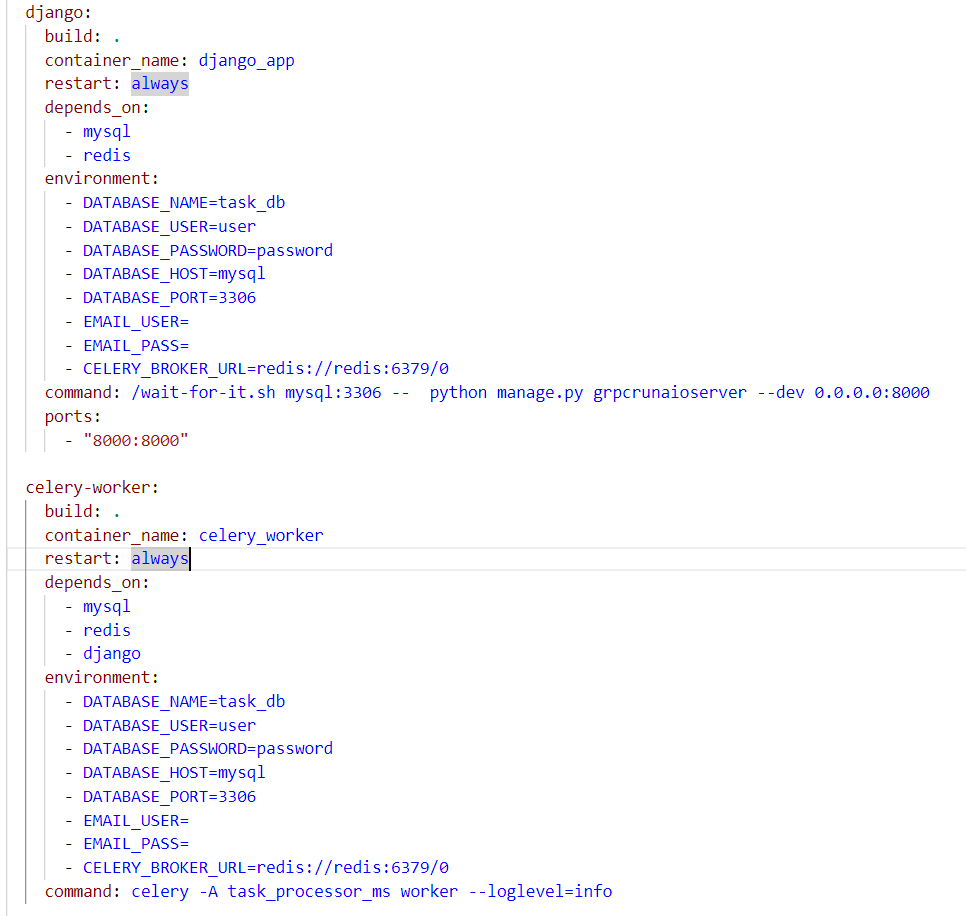 django:
  build: .
  container_name: django_app
  restart: always
  depends_on:
    - mysql
    - redis
  environment:
    - DATABASE_NAME=task_db
    - DATABASE_USER=user
    - DATABASE_PASSWORD=password
    - DATABASE_HOST=mysql
    - DATABASE_PORT=3306
    - EMAIL_USER=
    - EMAIL_PASS=
    - CELERY_BROKER_URL=redis://redis:6379/0
  command: /wait-for-it.sh mysql:3306 --  python manage.py grpcrunaioserver --dev 0.0.0.0:8000
  ports:
    - "8000:8000"

celery-worker:
  build: .
  container_name: celery_worker
  restart: always
  depends_on:
    - mysql
    - redis
    - django
  environment:
    - DATABASE_NAME=task_db
    - DATABASE_USER=user
    - DATABASE_PASSWORD=password
    - DATABASE_HOST=mysql
    - DATABASE_PORT=3306
    - EMAIL_USER=
    - EMAIL_PASS=
    - CELERY_BROKER_URL=redis://redis:6379/0
  command: celery -A task_processor_ms worker --loglevel=info